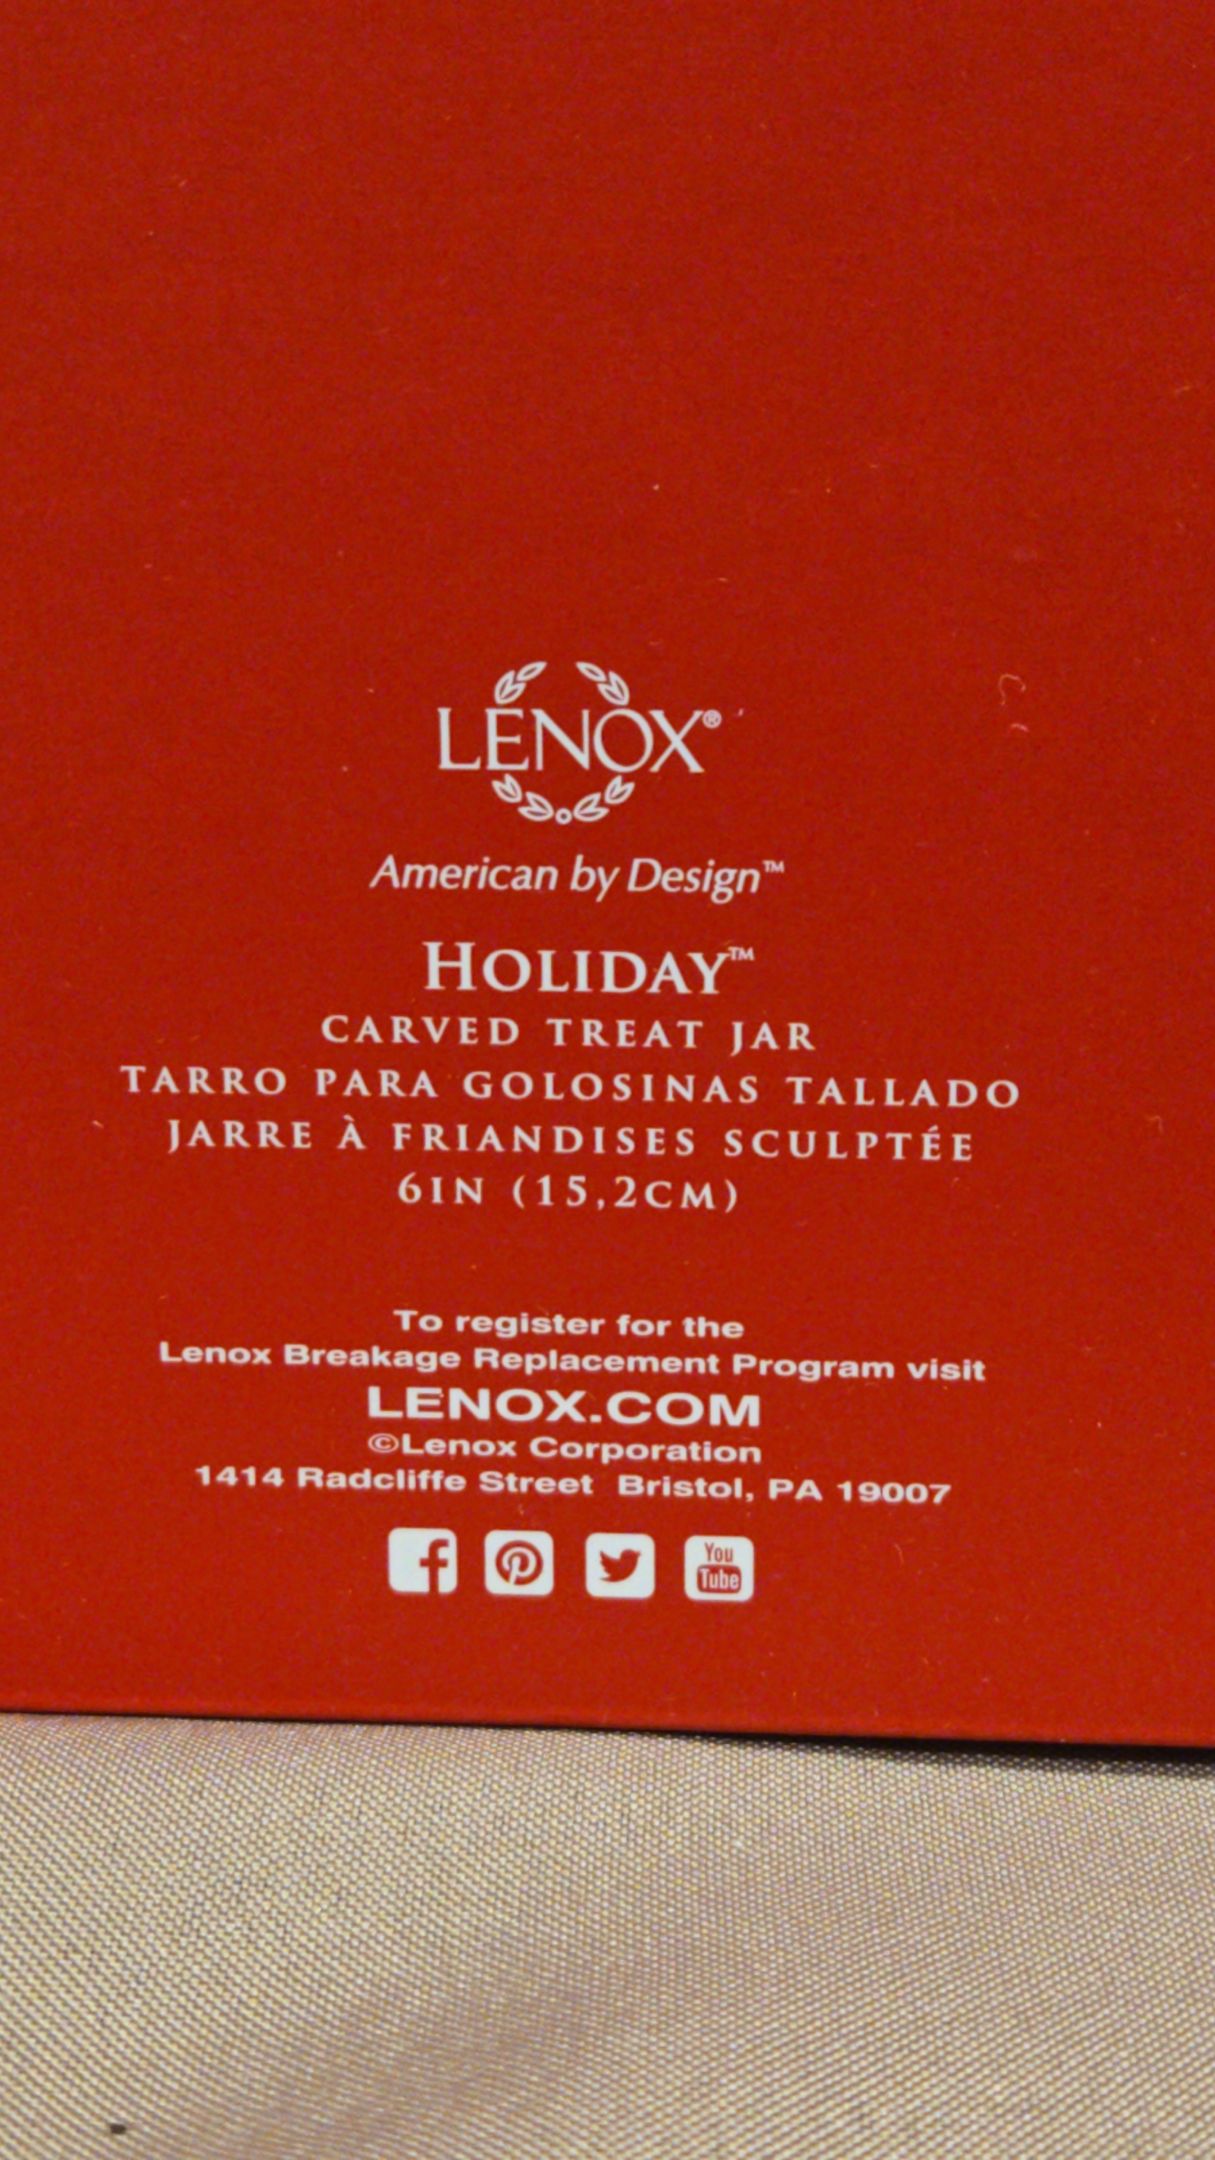 LENOX®
American by Design™
HOLIDAY™
CARVED TREAT JAR
TARRO PARA GOLOSINAS TALLADO
JARRE À FRIANDISES SCULPTÉE
6IN (15,2CM)
To register for the
Lenox Breakage Replacement Program visit
LENOX.COM
©Lenox Corporation
1414 Radcliffe Street Bristol, PA 19007
You
Tube